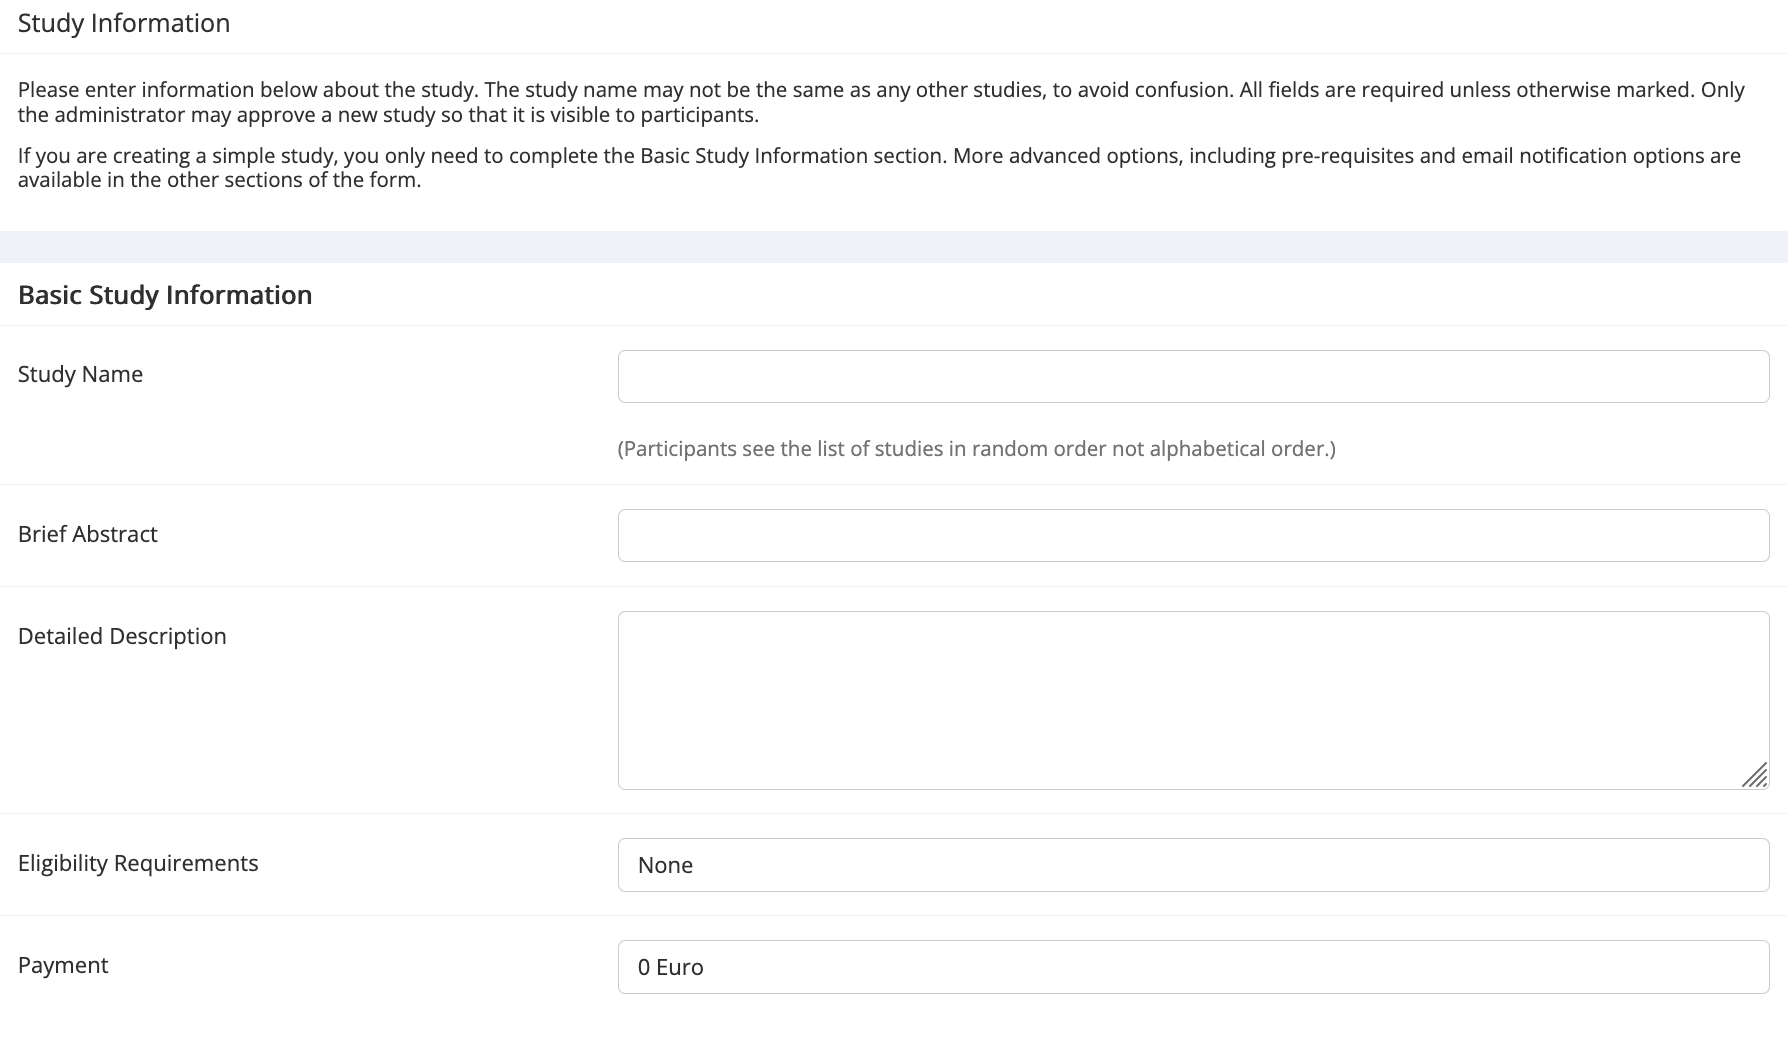 Study Information
Please enter information below about the study. The study name may not be the same as any other studies, to avoid confusion. All fields are required unless otherwise marked. Only
the administrator may approve a new study so that it is visible to participants.
If you are creating a simple study, you only need to complete the Basic Study Information section. More advanced options, including pre-requisites and email notification options are
available in the other sections of the form.
Basic Study Information
Study Name
(Participants see the list of studies in random order not alphabetical order.)
Brief Abstract
Detailed Description
Eligibility Requirements
None
Payment
0 Euro